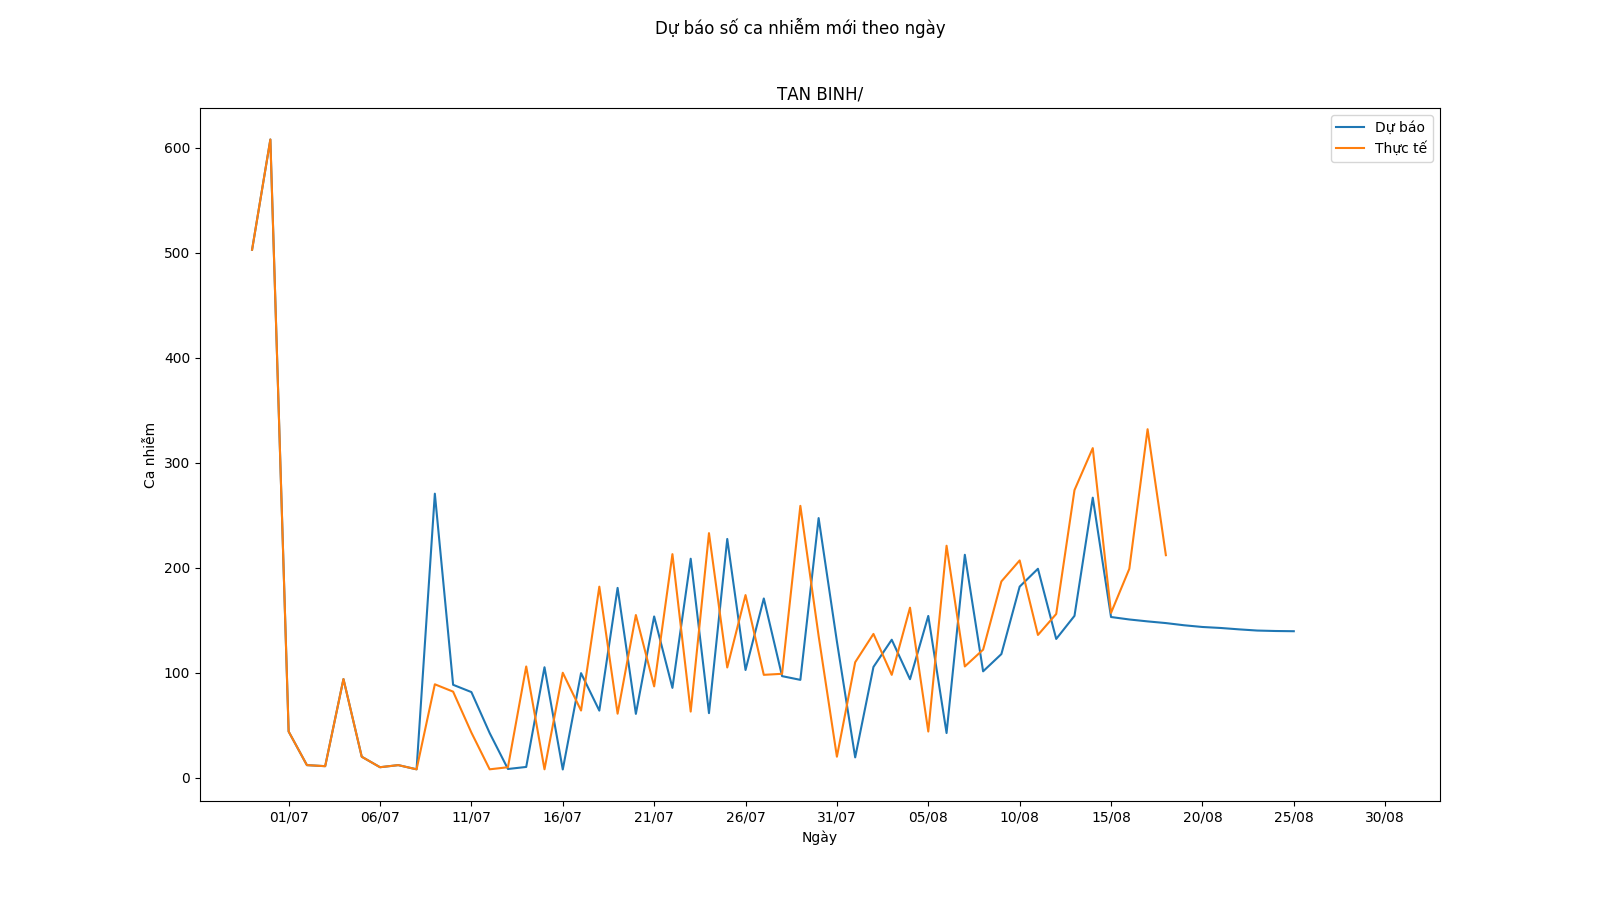 Dự báo số ca nhiễm mới theo ngày
TAN BINH/
Dự báo
Thực tế
600
500
400
300
200
100
0
Ca nhiễm
01/07 06/07 11/07 16/07 21/07 26/07 31/07 05/08 10/08 15/08 20/08 25/08 30/08
Ngày